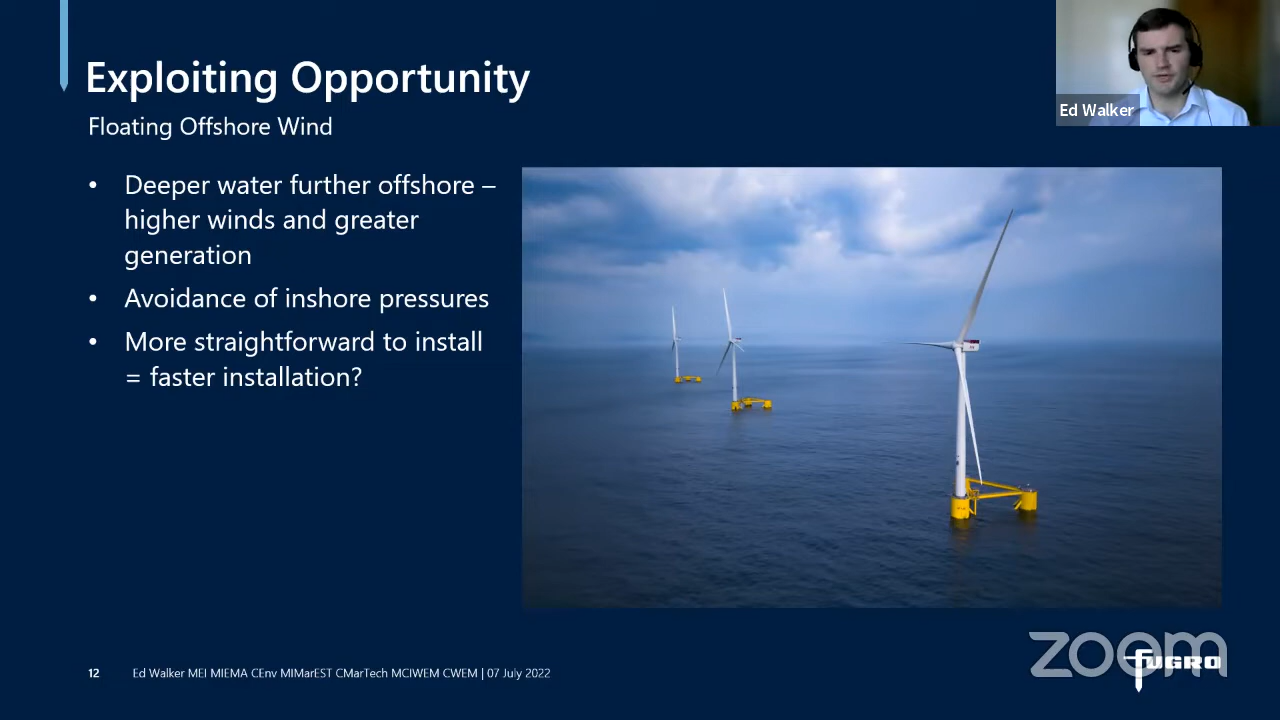 Exploiting Opportunity
Floating Offshore Wind
• Deeper water further offshore –
higher winds and greater
generation
• Avoidance of inshore pressures
• More straightforward to install
= faster installation?
Ed Walker
12 Ed Walker MEI MIEMA CEnv MIMarEST CMarTech MCIWEM CWEM | 07 July 2022
zoom
FUGRO